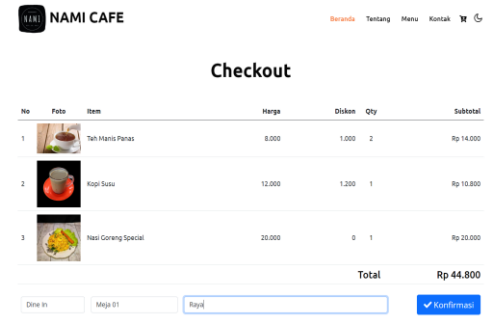 NAMI NAMI CAFE Beranda Tentang Menu Kontak
Checkout
No Foto Item Harga Diskon Qty Subtotal
1 Teh Manis Panas 8.000 1.000 2 Rp 14.000
2 Kopi Susu 12.000 1.200 1 Rp 10.800
3 Nasi Goreng Special 20.000 0 1 Rp 20.000
Total Rp 44.800
Dine In Meja 01 Raya Konfirmasi